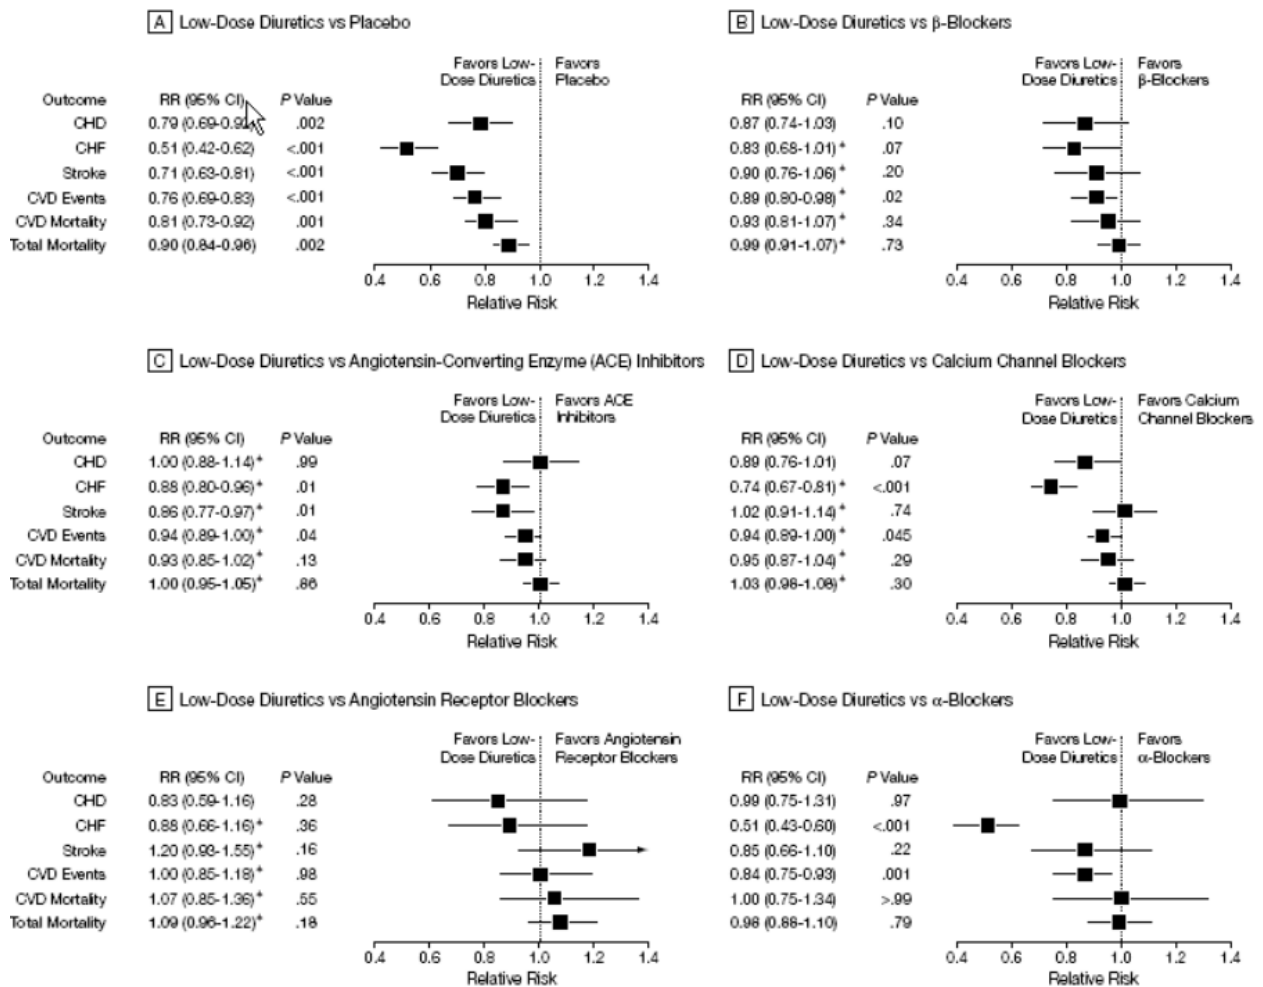 A Low-Dose Diuretics vs Placebo
Favors Low-Dose Diuretics
Favors Placebo
Outcome RR (95% CI) P Value
CHD 0.79 (0.69-0.92 .002
CHF 0.51 (0.42-0.62) <.001
Stroke 0.71 (0.63-0.81) <.001
CVD Events 0.76 (0.69-0.83) <.001
CVD Mortality 0.81 (0.73-0.92) .001
Total Mortality 0.90 (0.84-0.96) .002
0.4 0.6 0.8 1.0 1.2 1.4
Relative Risk
B Low-Dose Diuretics vs β-Blockers
Favors Low-Dose Diuretics
Favors β-Blockers
RR (95% CI) P Value
0.87 (0.74-1.03) .10
0.83 (0.68-1.01)+ .07
0.90 (0.76-1.06)+ .20
0.89 (0.80-0.98)+ .02
0.93 (0.81-1.07)+ .34
0.99 (0.91-1.07)+ .73
0.4 0.6 0.8 1.0 1.2 1.4
Relative Risk
C Low-Dose Diuretics vs Angiotensin-Converting Enzyme (ACE) Inhibitors
Favors Low-Dose Diuretics
Favors ACE Inhibitors
Outcome RR (95% CI) P Value
CHD 1.00 (0.88-1.14)+ .99
CHF 0.88 (0.80-0.96)+ .01
Stroke 0.86 (0.77-0.97)+ .01
CVD Events 0.94 (0.89-1.00)+ .04
CVD Mortality 0.93 (0.85-1.02)+ .13
Total Mortality 1.00 (0.95-1.05)+ .86
0.4 0.6 0.8 1.0 1.2 1.4
Relative Risk
D Low-Dose Diuretics vs Calcium Channel Blockers
Favors Low-Dose Diuretics
Favors Calcium Channel Blockers
RR (95% CI) P Value
0.89 (0.76-1.01) .07
0.74 (0.67-0.81)+ <.001
1.02 (0.91-1.14)+ .74
0.94 (0.89-1.00)+ .045
0.95 (0.87-1.04)+ .29
1.03 (0.98-1.08)+ .30
0.4 0.6 0.8 1.0 1.2 1.4
Relative Risk
E Low-Dose Diuretics vs Angiotensin Receptor Blockers
Favors Low-Dose Diuretics
Favors Angiotensin Receptor Blockers
Outcome RR (95% CI) P Value
CHD 0.83 (0.59-1.16) .28
CHF 0.88 (0.66-1.16)+ .36
Stroke 1.20 (0.93-1.55)+ .16
CVD Events 1.00 (0.85-1.18)+ .98
CVD Mortality 1.07 (0.85-1.36)+ .55
Total Mortality 1.09 (0.96-1.22)+ .18
0.4 0.6 0.8 1.0 1.2 1.4
Relative Risk
F Low-Dose Diuretics vs α-Blockers
Favors Low-Dose Diuretics
Favors α-Blockers
RR (95% CI) P Value
0.99 (0.75-1.31) .97
0.51 (0.43-0.60) <.001
0.85 (0.66-1.10) .22
0.84 (0.75-0.93) .001
1.00 (0.75-1.34) >.99
0.98 (0.88-1.10) .79
0.4 0.6 0.8 1.0 1.2 1.4
Relative Risk